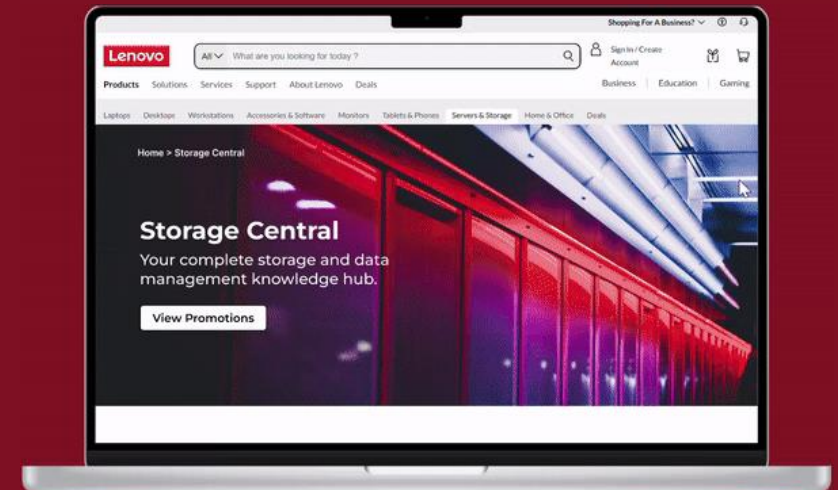 Shopping For A Business?
Lenovo
All
What are you looking for today ?
Sign In / Create
Account
Products Solutions Services Support About Lenovo Deals
Business Education Gaming
Laptops Desktops Workstations Accessories & Software Monitors Tablets & Phones Servers & Storage Home & Office Deals
Home > Storage Central
Storage Central
Your complete storage and data
management knowledge hub.
View Promotions